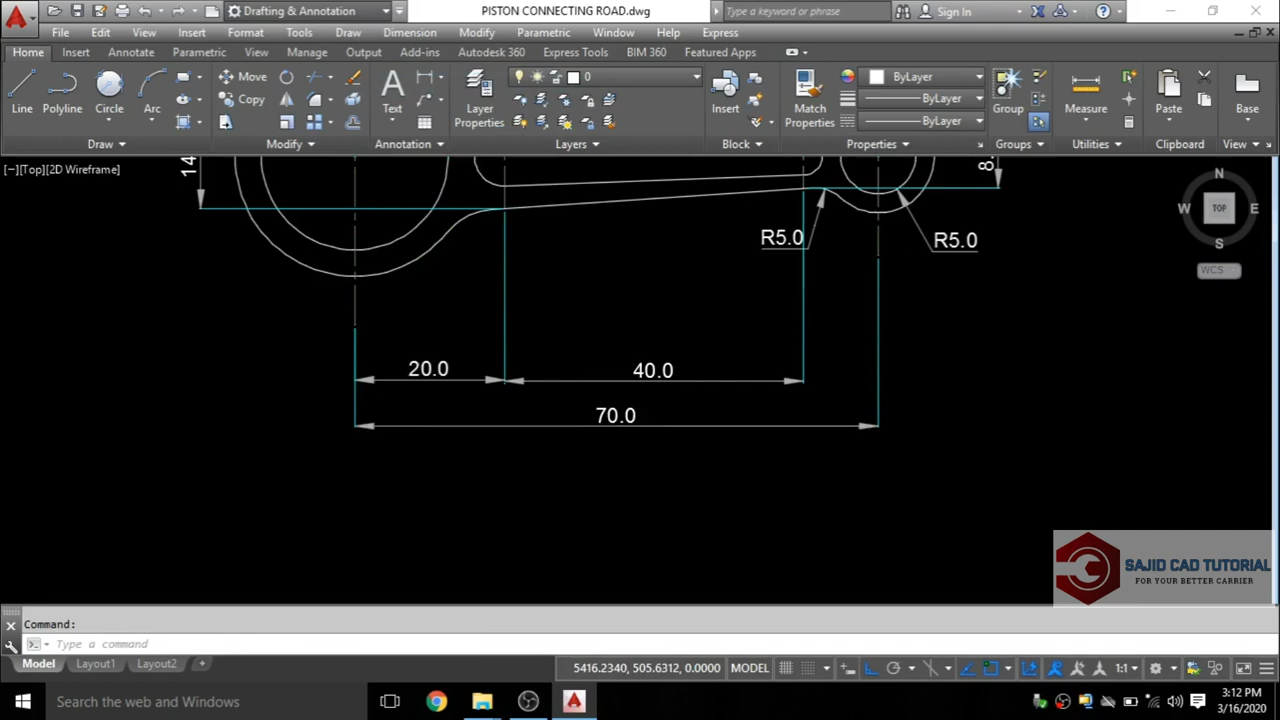 Drafting & Annotation
PISTON CONNECTING ROAD.dwg
Type a keyword or phrase
Sign In
File Edit View Insert Format Tools Draw Dimension Modify Parametric Window Help Express
Home Insert Annotate Parametric View Manage Output Add-ins Autodesk 360 Express Tools BIM 360 Featured Apps
Line Polyline Circle Arc
Move
Copy
Text
Layer Properties
0
Insert
Match Properties
ByLayer
ByLayer
ByLayer
Group
Measure
Paste
Base
Draw Modify Annotation Layers Block Properties Groups Utilities Clipboard View
[−][Top][2D Wireframe]
14
8.
N
W TOP E
S
WCS
R5.0
R5.0
20.0
40.0
70.0
SAJID CAD TUTORIAL
FOR YOUR BETTER CARRIER
Command:
Type a command
Model Layout1 Layout2 +
5416.2340, 505.6312, 0.0000 MODEL
1:1
Search the web and Windows
3:12 PM
3/16/2020